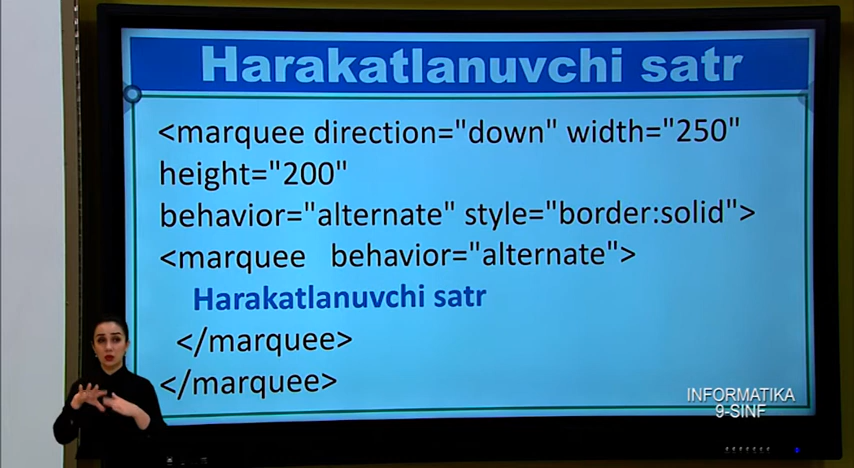 Harakatlanuvchi satr
<marquee direction="down" width="250"
height="200"
behavior="alternate" style="border:solid">
<marquee behavior="alternate">
Harakatlanuvchi satr
</marquee>
</marquee>
INFORMATIKA
9-SINF